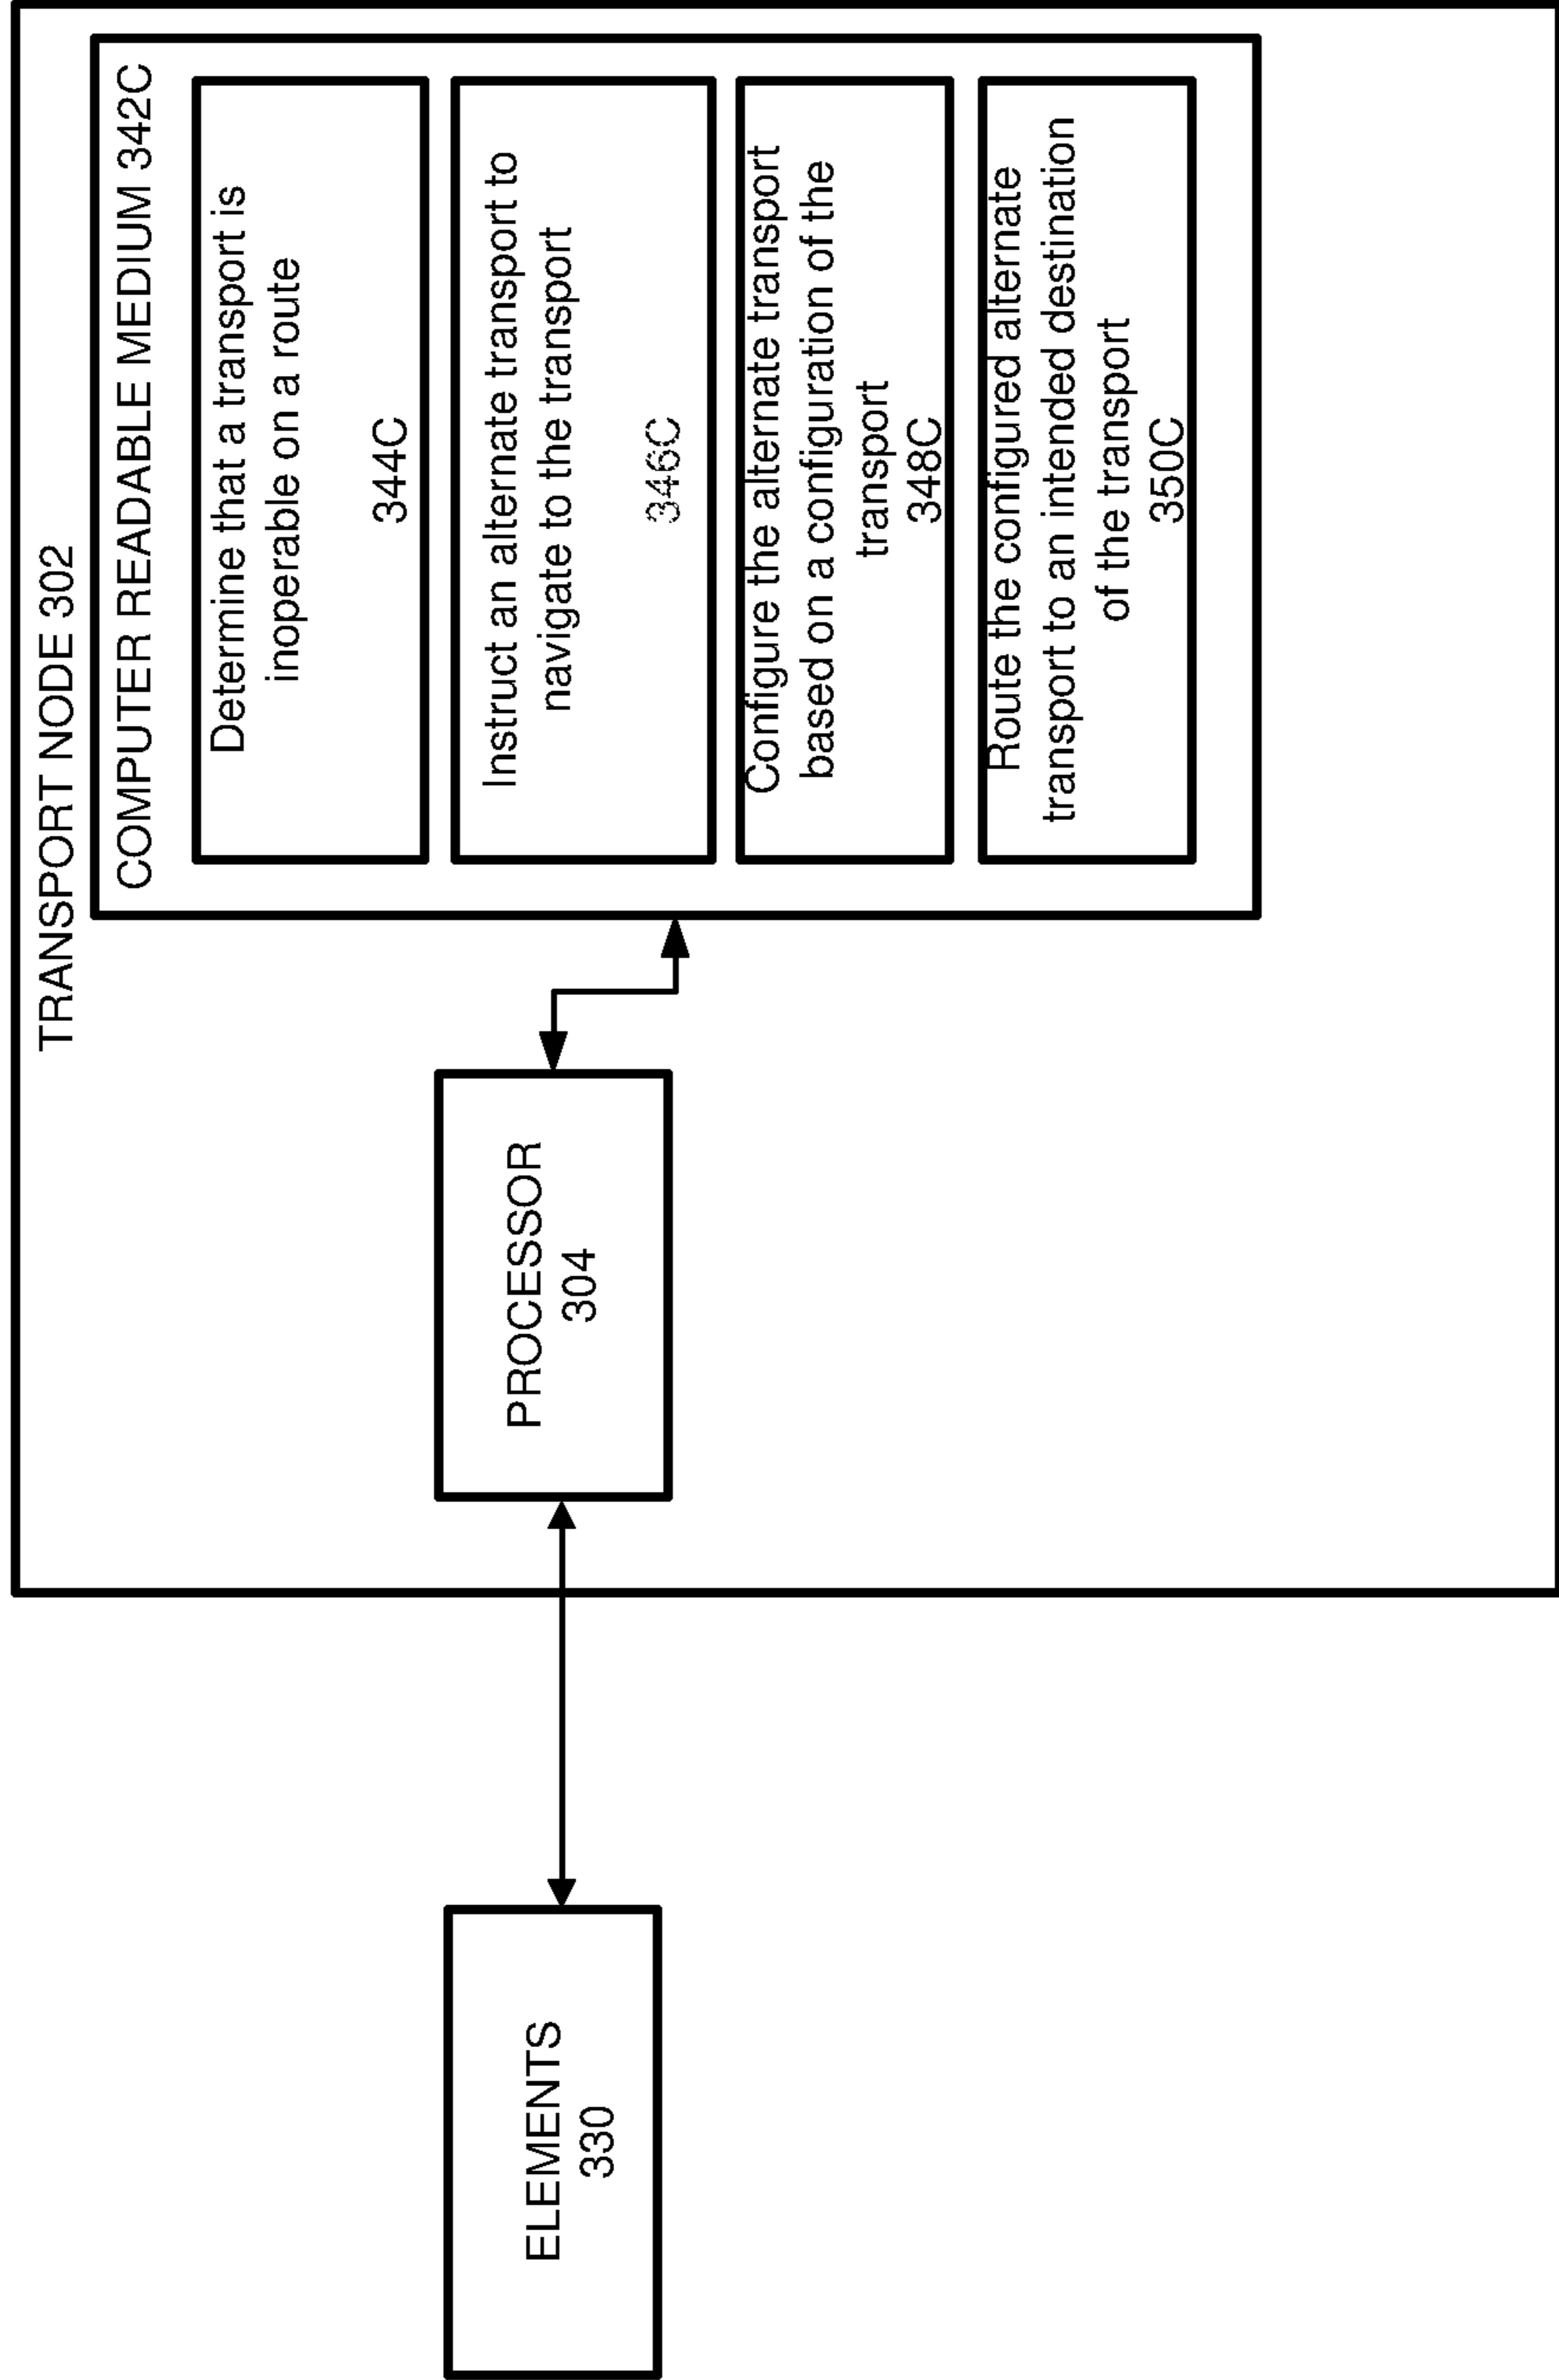 TRANSPORT NODE 302
COMPUTER READABLE MEDIUM 342C
Determine that a transport is
inoperable on a route
344C
Instruct an alternate transport to
navigate to the transport
346C
Configure the alternate transport
based on a configuration of the
transport
348C
Route the configured alternate
transport to an intended destination
of the transport
350C
PROCESSOR
304
ELEMENTS
330